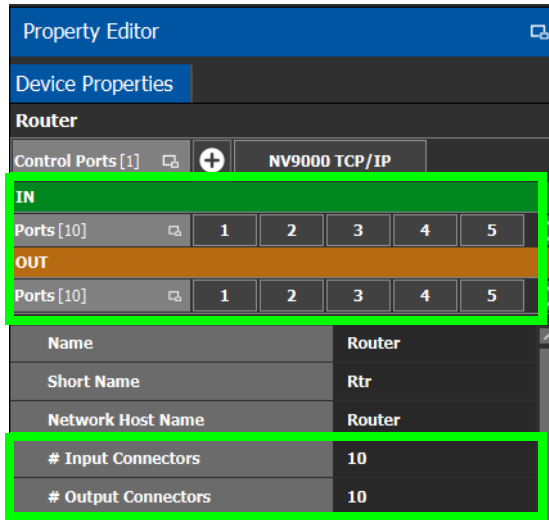 Property Editor
Device Properties
Router
Control Ports [1] NV9000 TCP/IP
IN
Ports [10] 1 2 3 4 5
OUT
Ports [10] 1 2 3 4 5
Name Router
Short Name Rtr
Network Host Name Router
# Input Connectors 10
# Output Connectors 10